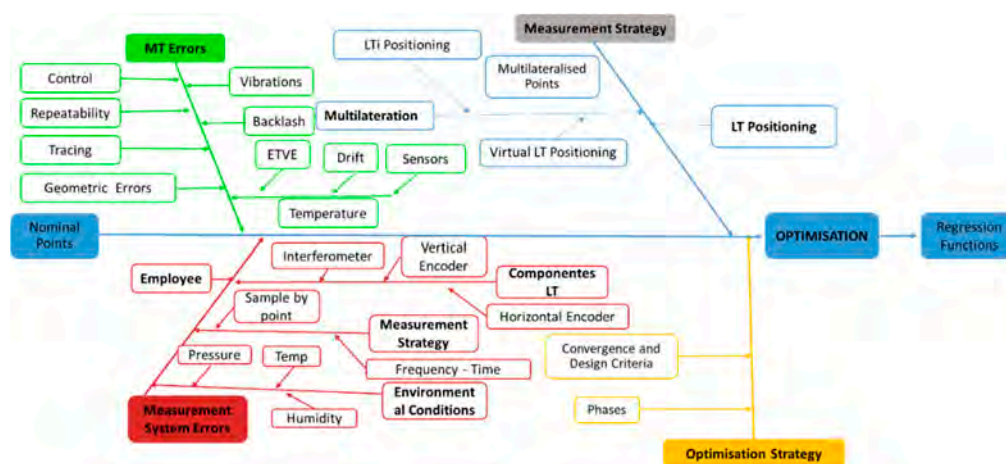 Measurement Strategy
MT Errors
LTi Positioning
Multilateralised
Points
Control
Vibrations
Repeatability
Backlash
Multilateration
LT Positioning
Tracing
ETVE
Drift
Sensors
Virtual LT Positioning
Geometric Errors
Temperature
Nominal
Points
OPTIMISATION
Regression
Functions
Interferometer
Vertical
Encoder
Employee
Componentes
LT
Sample by
point
Horizontal Encoder
Measurement
Strategy
Pressure
Temp
Frequency - Time
Convergence and
Design Criteria
Environment
al Conditions
Humidity
Phases
Measurement
System Errors
Optimisation Strategy